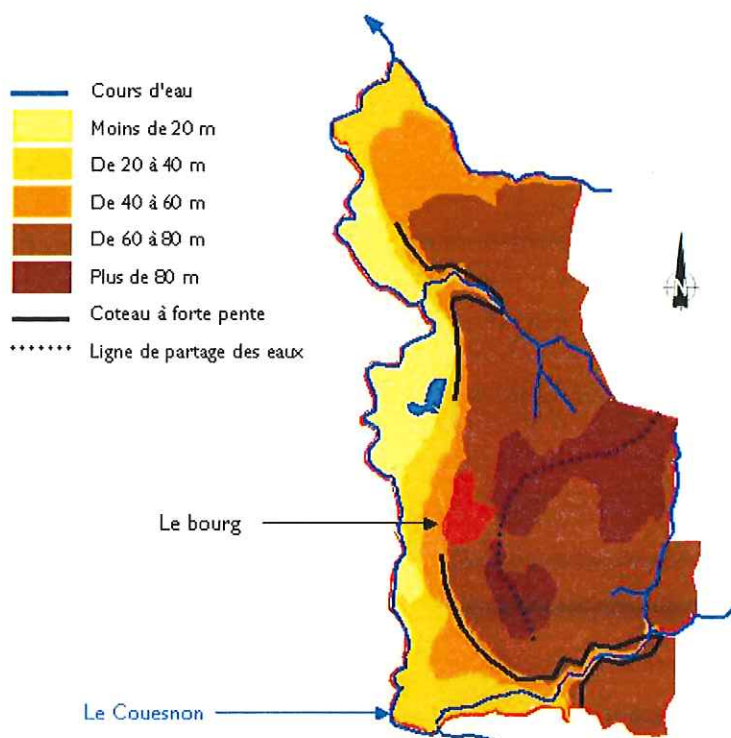 Cours d'eau
Moins de 20 m
De 20 à 40 m
De 40 à 60 m
De 60 à 80 m
Plus de 80 m
Coteau à forte pente
Ligne de partage des eaux
N
Le bourg
Le Couesnon